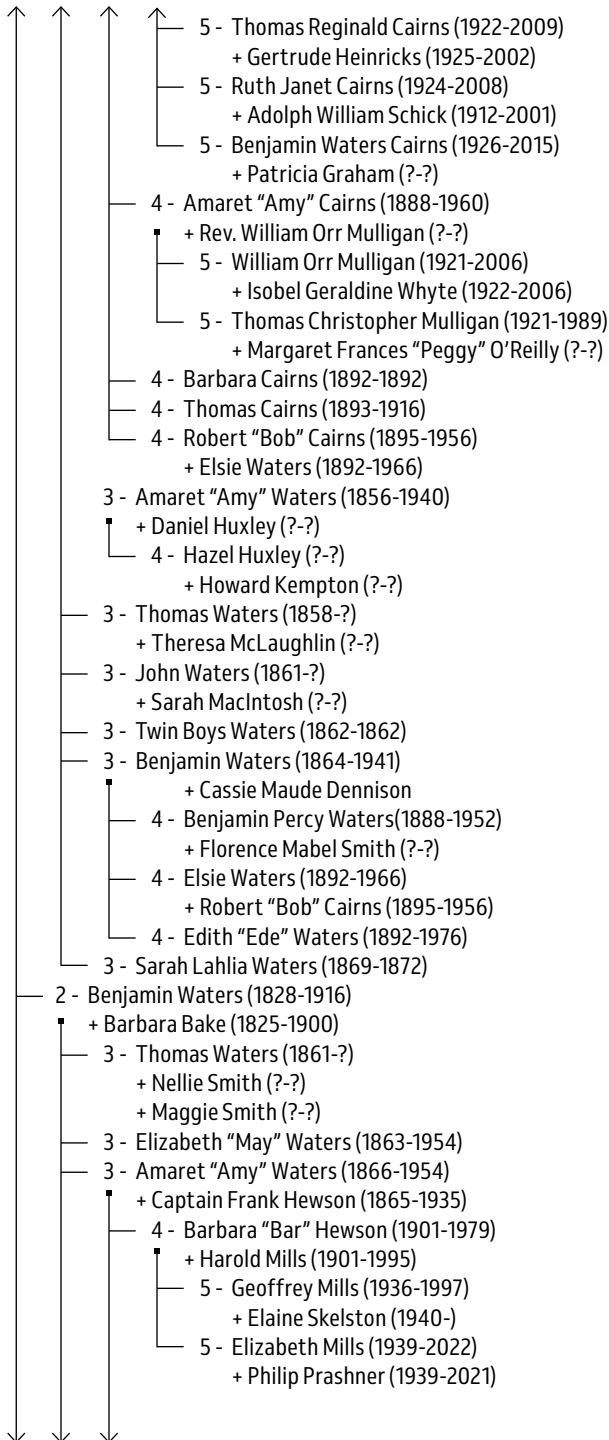 5 - Thomas Reginald Cairns (1922-2009)
+ Gertrude Heinricks (1925-2002)
5 - Ruth Janet Cairns (1924-2008)
+ Adolph William Schick (1912-2001)
5 - Benjamin Waters Cairns (1926-2015)
+ Patricia Graham (?-?)
4 - Amaret “Amy” Cairns (1888-1960)
+ Rev. William Orr Mulligan (?-?)
5 - William Orr Mulligan (1921-2006)
+ Isobel Geraldine Whyte (1922-2006)
5 - Thomas Christopher Mulligan (1921-1989)
+ Margaret Frances “Peggy” O’Reilly (?-?)
4 - Barbara Cairns (1892-1892)
4 - Thomas Cairns (1893-1916)
4 - Robert “Bob” Cairns (1895-1956)
+ Elsie Waters (1892-1966)
3 - Amaret “Amy” Waters (1856-1940)
+ Daniel Huxley (?-?)
4 - Hazel Huxley (?-?)
+ Howard Kempton (?-?)
3 - Thomas Waters (1858-?)
+ Theresa McLaughlin (?-?)
3 - John Waters (1861-?)
+ Sarah MacIntosh (?-?)
3 - Twin Boys Waters (1862-1862)
3 - Benjamin Waters (1864-1941)
+ Cassie Maude Dennison
4 - Benjamin Percy Waters(1888-1952)
+ Florence Mabel Smith (?-?)
4 - Elsie Waters (1892-1966)
+ Robert “Bob” Cairns (1895-1956)
4 - Edith “Ede” Waters (1892-1976)
3 - Sarah Lahlia Waters (1869-1872)
2 - Benjamin Waters (1828-1916)
+ Barbara Bake (1825-1900)
3 - Thomas Waters (1861-?)
+ Nellie Smith (?-?)
+ Maggie Smith (?-?)
3 - Elizabeth “May” Waters (1863-1954)
3 - Amaret “Amy” Waters (1866-1954)
+ Captain Frank Hewson (1865-1935)
4 - Barbara “Bar” Hewson (1901-1979)
+ Harold Mills (1901-1995)
5 - Geoffrey Mills (1936-1997)
+ Elaine Skelston (1940-)
5 - Elizabeth Mills (1939-2022)
+ Philip Prashner (1939-2021)